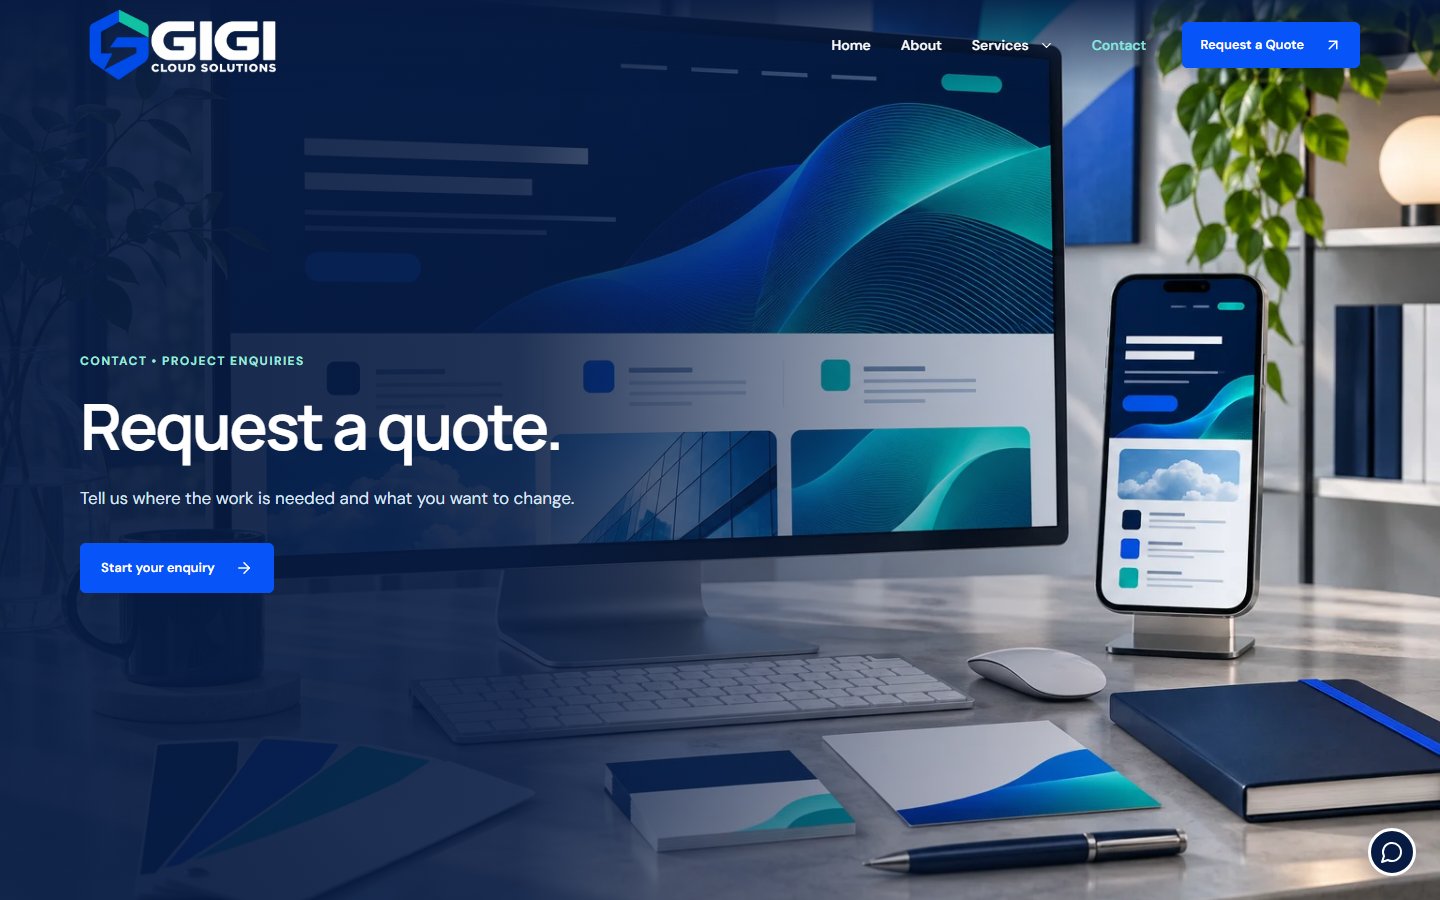 GIGI
CLOUD SOLUTIONS
Home
About
Services
Contact
Request a Quote
CONTACT • PROJECT ENQUIRIES
Request a quote.
Tell us where the work is needed and what you want to change.
Start your enquiry